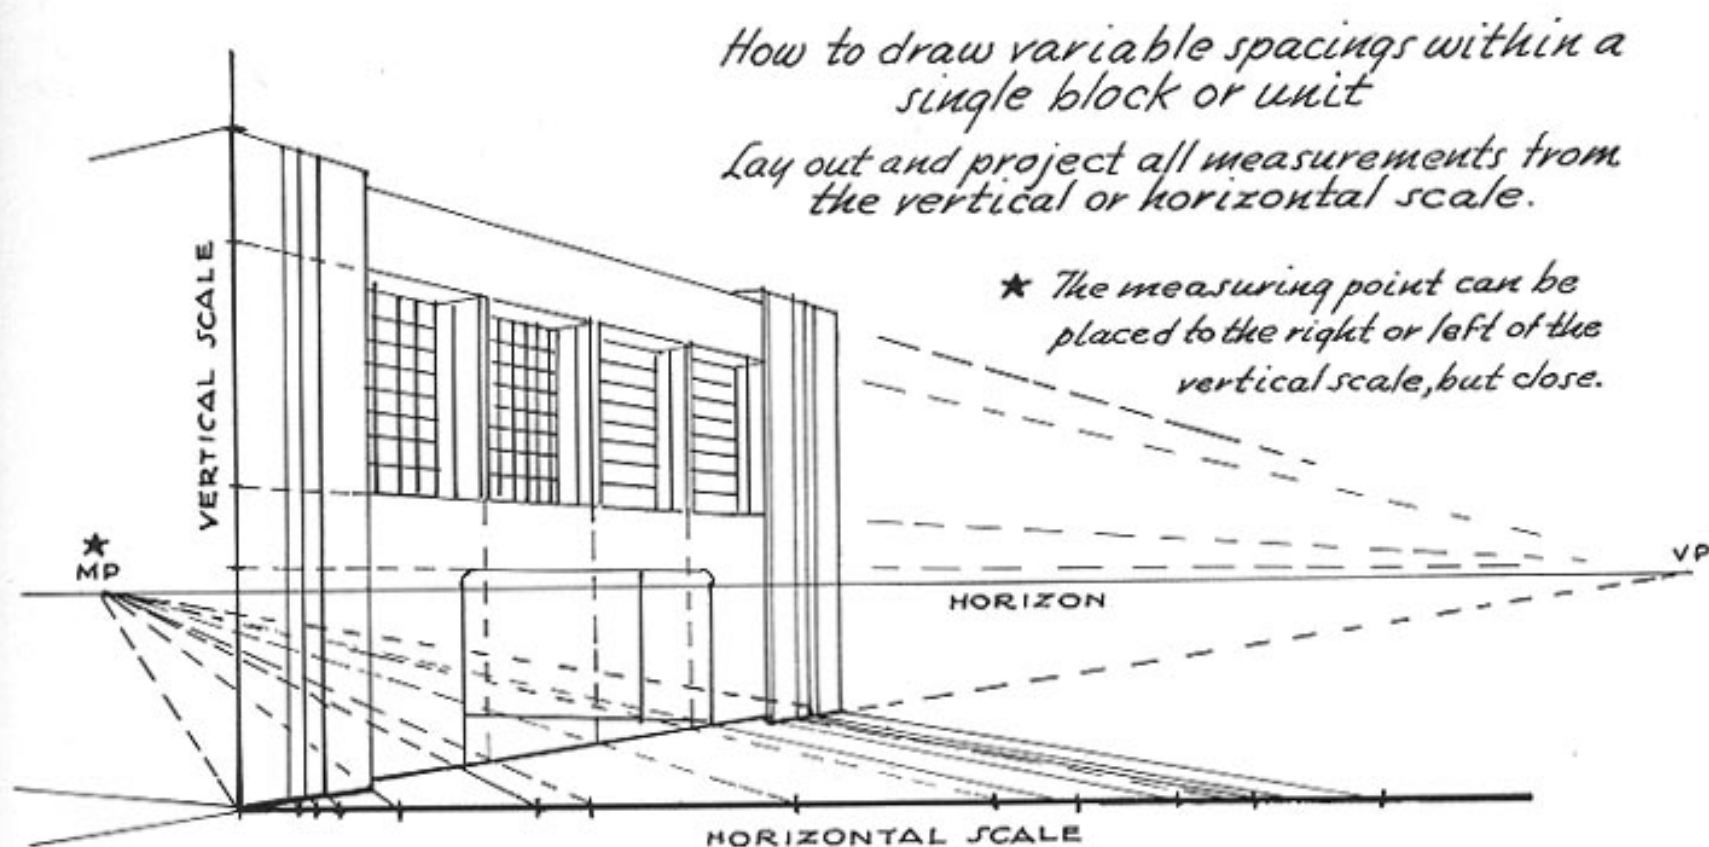 How to draw variable spacings within a
single block or unit
Lay out and project all measurements from
the vertical or horizontal scale.
★ The measuring point can be
placed to the right or left of the
vertical scale, but close.
VERTICAL SCALE
★
MP
VP
HORIZON
HORIZONTAL SCALE